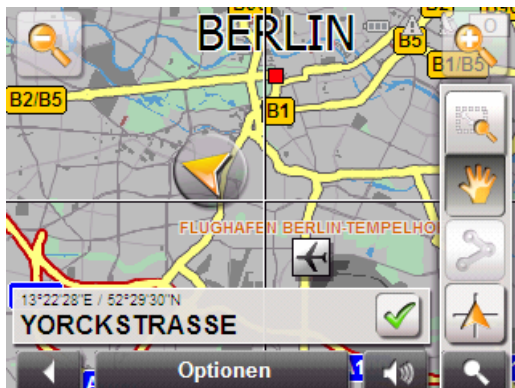 BERLIN
B5
B1/B5
B2/B5
B1
FLUGHAFEN BERLIN-TEMPELHO
13°22'28"E / 52°29'30"N
YORCKSTRASSE
Optionen